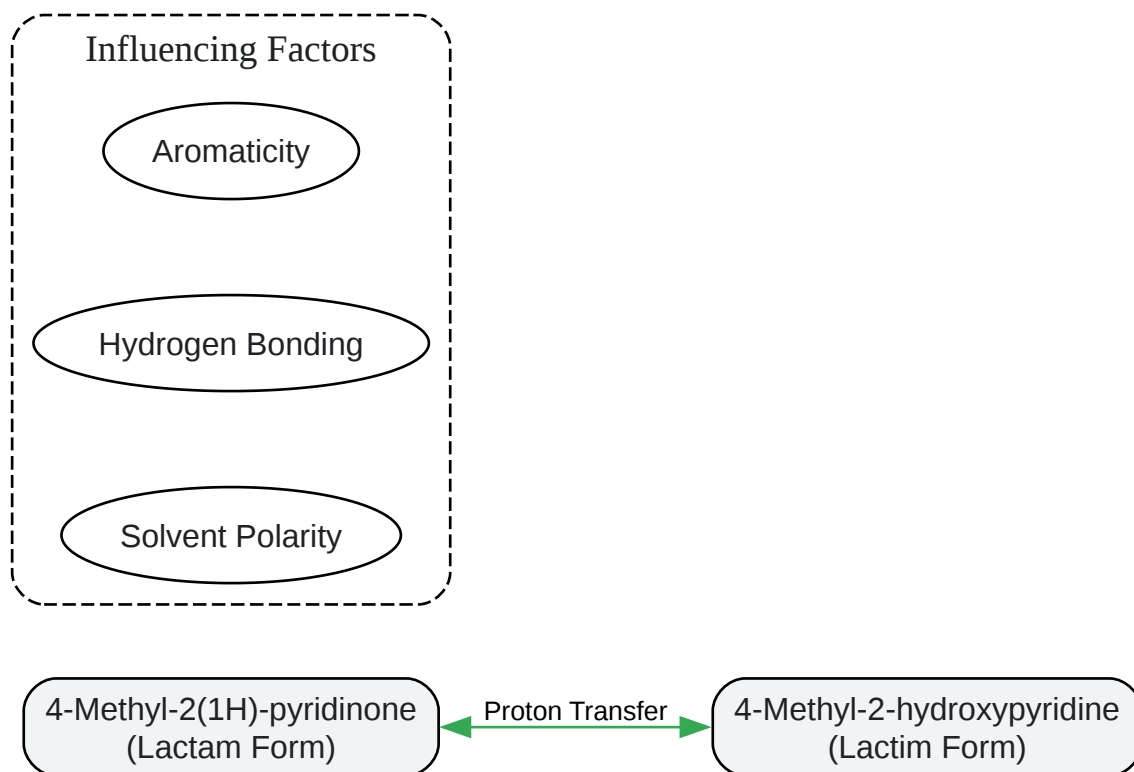 Influencing Factors
Aromaticity
Hydrogen Bonding
Solvent Polarity
4-Methyl-2(1H)-pyridinone
(Lactam Form)
Proton Transfer
4-Methyl-2-hydroxypyridine
(Lactim Form)